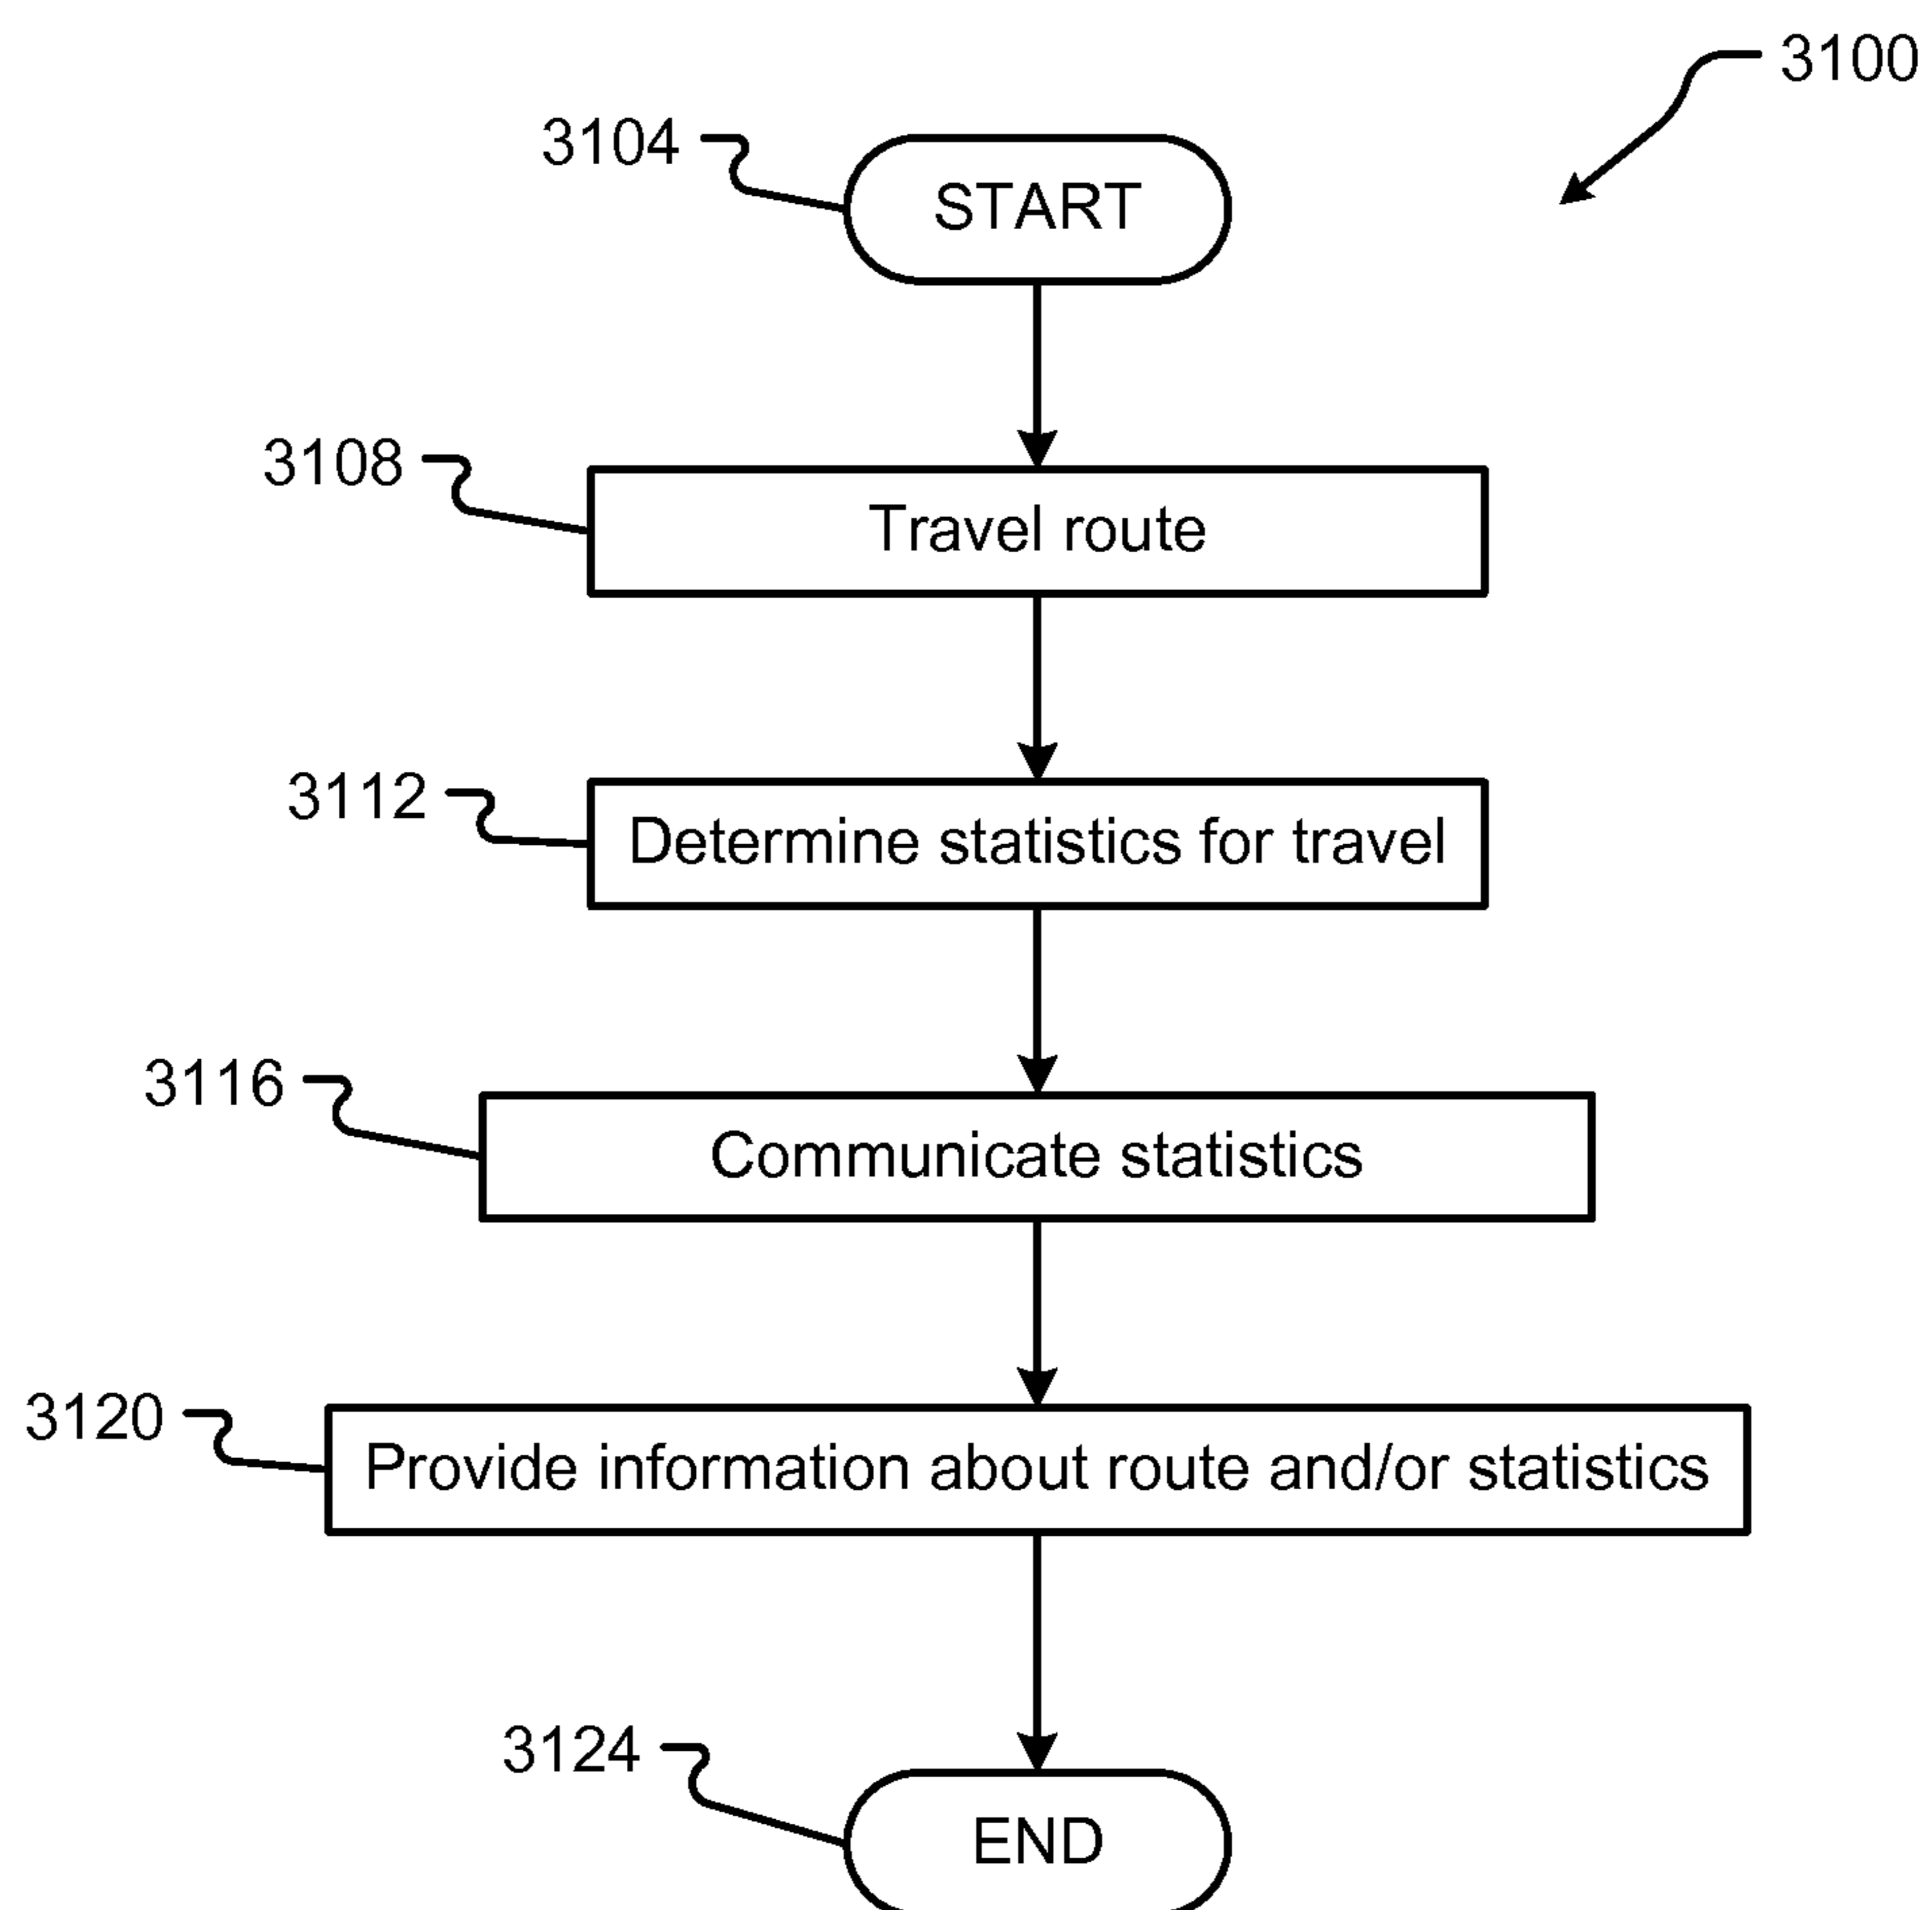 3100
3104
START
3108
Travel route
3112
Determine statistics for travel
3116
Communicate statistics
3120
Provide information about route and/or statistics
3124
END